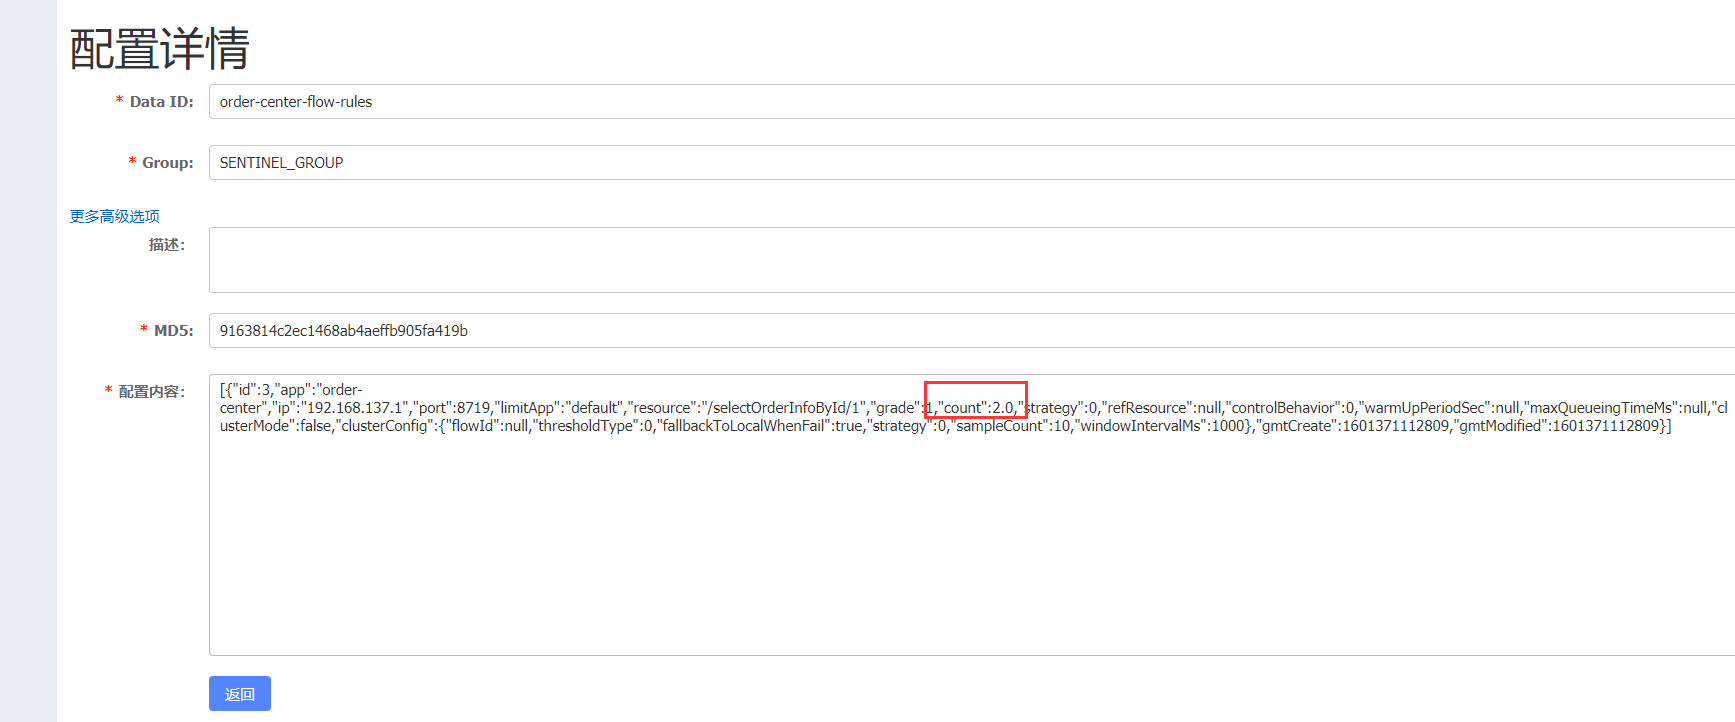 配置详情
* Data ID: order-center-flow-rules
* Group: SENTINEL_GROUP
更多高级选项
描述:
* MD5: 9163814c2ec1468ab4aeffb905fa419b
* 配置内容: [{"id":3,"app":"order-
center","ip":"192.168.137.1","port":8719,"limitApp":"default","resource":"/selectOrderInfoById/1","grade":1,"count":2.0,"strategy":0,"refResource":null,"controlBehavior":0,"warmUpPeriodSec":null,"maxQueueingTimeMs":null,"cl
usterMode":false,"clusterConfig":{"flowId":null,"thresholdType":0,"fallbackToLocalWhenFail":true,"strategy":0,"sampleCount":10,"windowIntervalMs":1000},"gmtCreate":1601371112809,"gmtModified":1601371112809}]
返回